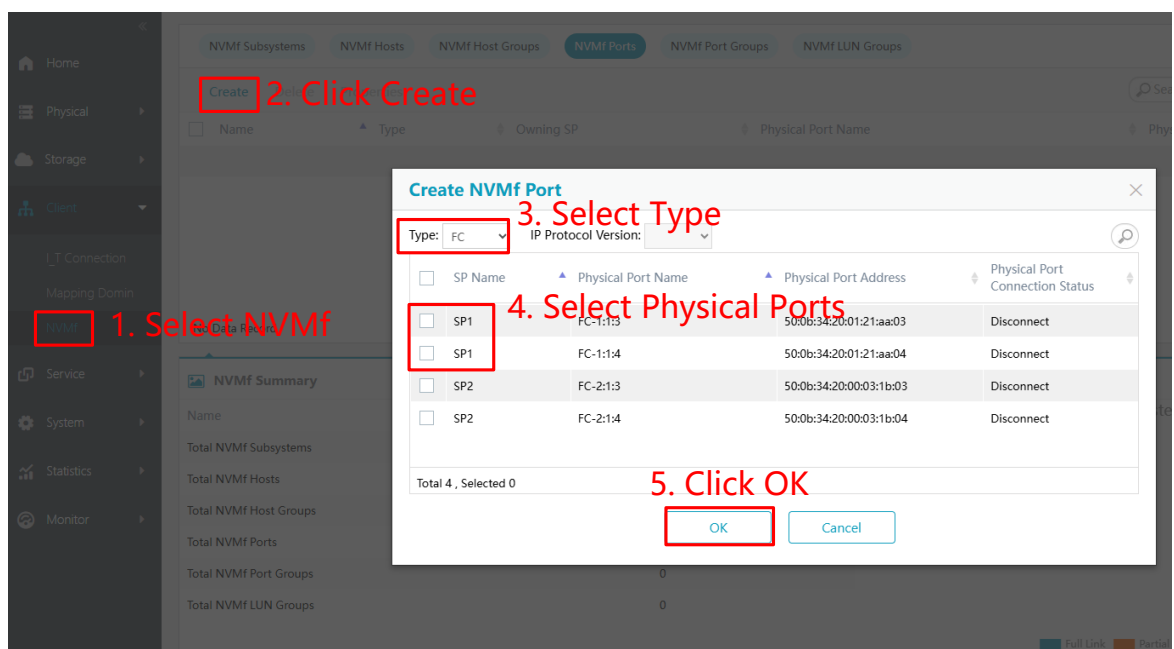 NVMf Subsystems NVMf Hosts NVMf Host Groups NVMf Ports NVMf Port Groups NVMf LUN Groups
Home
Create 2. Click Create
Physical
Name Type Owning SP Physical Port Name
Storage
Create NVMf Port
Client
3. Select Type
Type: FC IP Protocol Version:
I_T Connection
SP Name Physical Port Name Physical Port Address Physical Port Connection Status
Mapping Domin
4. Select Physical Ports
NVMf 1. Select NVMf
No Data Record
SP1 FC-1:1:3 50:0b:34:20:01:21:aa:03 Disconnect
SP1 FC-1:1:4 50:0b:34:20:01:21:aa:04 Disconnect
Service
NVMf Summary
SP2 FC-2:1:3 50:0b:34:20:00:03:1b:03 Disconnect
Name
SP2 FC-2:1:4 50:0b:34:20:00:03:1b:04 Disconnect
System
Total NVMf Subsystems
Statistics
Total NVMf Hosts
Total 4 , Selected 0
5. Click OK
Total NVMf Host Groups
Monitor
OK Cancel
Total NVMf Ports
Total NVMf Port Groups 0
Total NVMf LUN Groups 0
Full Link Partial